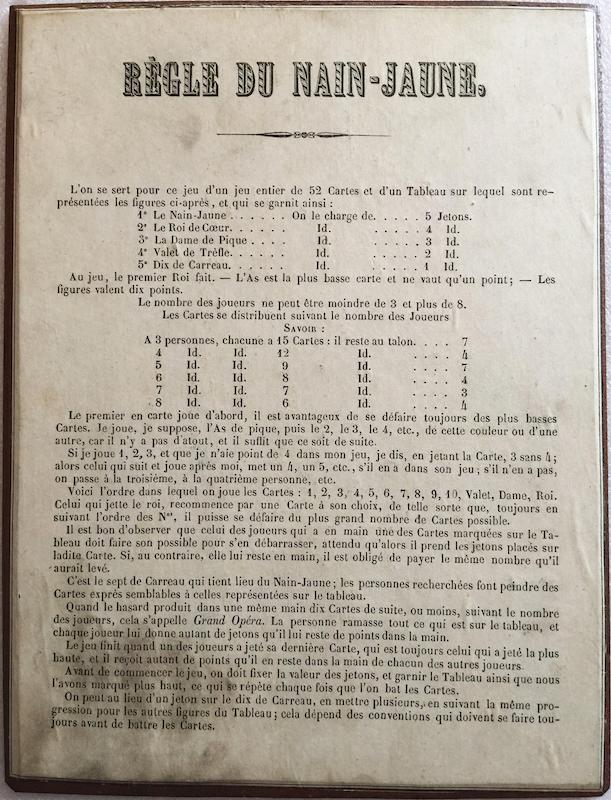 RÈGLE DU NAIN-JAUNE.
L'on se sert pour ce jeu d'un jeu entier de 52 Cartes et d'un Tableau sur lequel sont re-
présentées les figures ci-après, et qui se garnit ainsi :
1° Le Nain-Jaune . . . . . . On le charge de. . . . . 5 Jetons.
2° Le Roi de Cœur. . . . . . Id. . . . . . 4 Id.
3° La Dame de Pique . . . . Id. . . . . . 3 Id.
4° Valet de Trèfle. . . . . . Id. . . . . . 2 Id.
5° Dix de Carreau. . . . . . Id. . . . . . 1 Id.
Au jeu, le premier Roi fait. — L'As est la plus basse carte et ne vaut qu'un point ; — Les
figures valent dix points.
Le nombre des joueurs ne peut être moindre de 3 et plus de 8.
Les Cartes se distribuent suivant le nombre des Joueurs
SAVOIR :
A 3 personnes, chacune a 15 Cartes : il reste au talon. . . . 7
4 Id. Id. 12 Id. . . . . 4
5 Id. Id. 9 Id. . . . . 7
6 Id. Id. 8 Id. . . . . 4
7 Id. Id. 7 Id. . . . . 3
8 Id. Id. 6 Id. . . . . 4
Le premier en carte joue d'abord, il est avantageux de se défaire toujours des plus basses
Cartes. Je joue, je suppose, l'As de pique, puis le 2, le 3, le 4, etc., de cette couleur ou d'une
autre, car il n'y a pas d'atout, et il suffit que ce soit de suite.
Si je joue 1, 2, 3, et que je n'aie point de 4 dans mon jeu, je dis, en jetant la Carte, 3 sans 4 ;
alors celui qui suit et joue après moi, met un 4, un 5, etc., s'il en a dans son jeu ; s'il n'en a pas,
on passe à la troisième, à la quatrième personne, etc.
Voici l'ordre dans lequel on joue les Cartes : 1, 2, 3, 4, 5, 6, 7, 8, 9, 10, Valet, Dame, Roi.
Celui qui jette le roi, recommence par une Carte à son choix, de telle sorte que, toujours en
suivant l'ordre des Nos, il puisse se défaire du plus grand nombre de Cartes possible.
Il est bon d'observer que celui des joueurs qui a en main une des Cartes marquées sur le Ta-
bleau doit faire son possible pour s'en débarrasser, attendu qu'alors il prend les jetons placés sur
ladite Carte. Si, au contraire, elle lui reste en main, il est obligé de payer le même nombre qu'il
aurait levé.
C'est le sept de Carreau qui tient lieu du Nain-Jaune ; les personnes recherchées font peindre des
Cartes exprès semblables à celles représentées sur le tableau.
Quand le hasard produit dans une même main dix Cartes de suite, ou moins, suivant le nombre
des joueurs, cela s'appelle Grand Opéra. La personne ramasse tout ce qui est sur le tableau, et
chaque joueur lui donne autant de jetons qu'il lui reste de points dans la main.
Le jeu finit quand un des joueurs a jeté sa dernière Carte, qui est toujours celui qui a jeté la plus
haute, et il reçoit autant de points qu'il en reste dans la main de chacun des autres joueurs
Avant de commencer le jeu, on doit fixer la valeur des jetons, et garnir le Tableau ainsi que nous
l'avons marqué plus haut, ce qui se répète chaque fois que l'on bat les Cartes.
On peut au lieu d'un jeton sur le dix de Carreau, en mettre plusieurs, en suivant la même pro-
gression pour les autres figures du Tableau ; cela dépend des conventions qui doivent se faire tou-
jours avant de battre les Cartes.